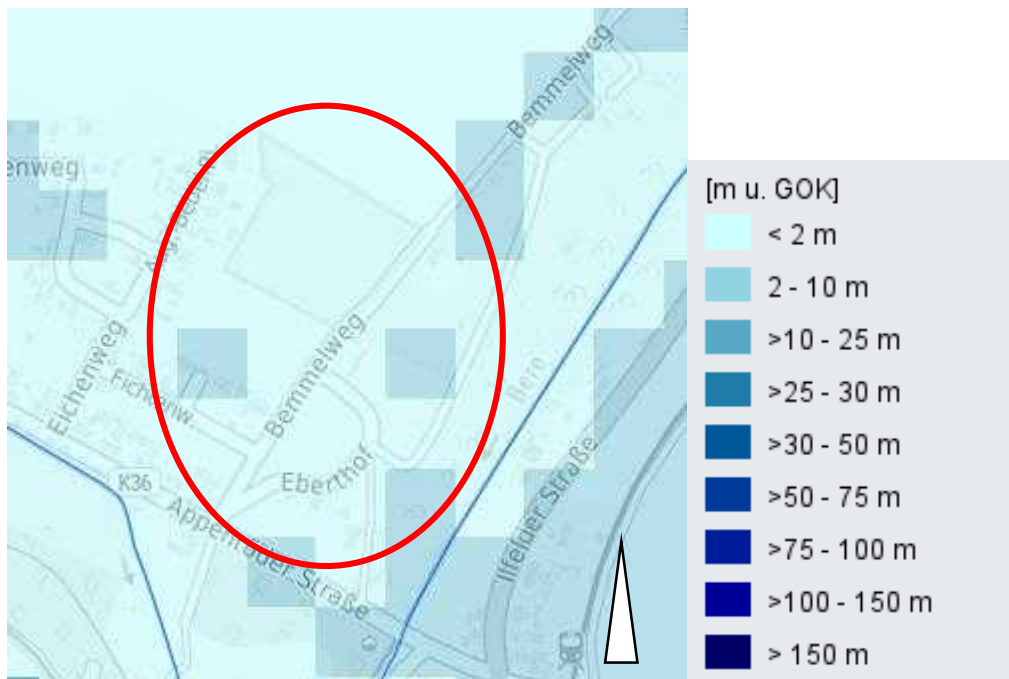 Bemmelweg
enweg
Eichenweg
Fichtenw.
Bemmelweg
Eberthof
K36
Appenröder Straße
Ilfelder Straße
[m u. GOK]
< 2 m
2 - 10 m
>10 - 25 m
>25 - 30 m
>30 - 50 m
>50 - 75 m
>75 - 100 m
>100 - 150 m
> 150 m